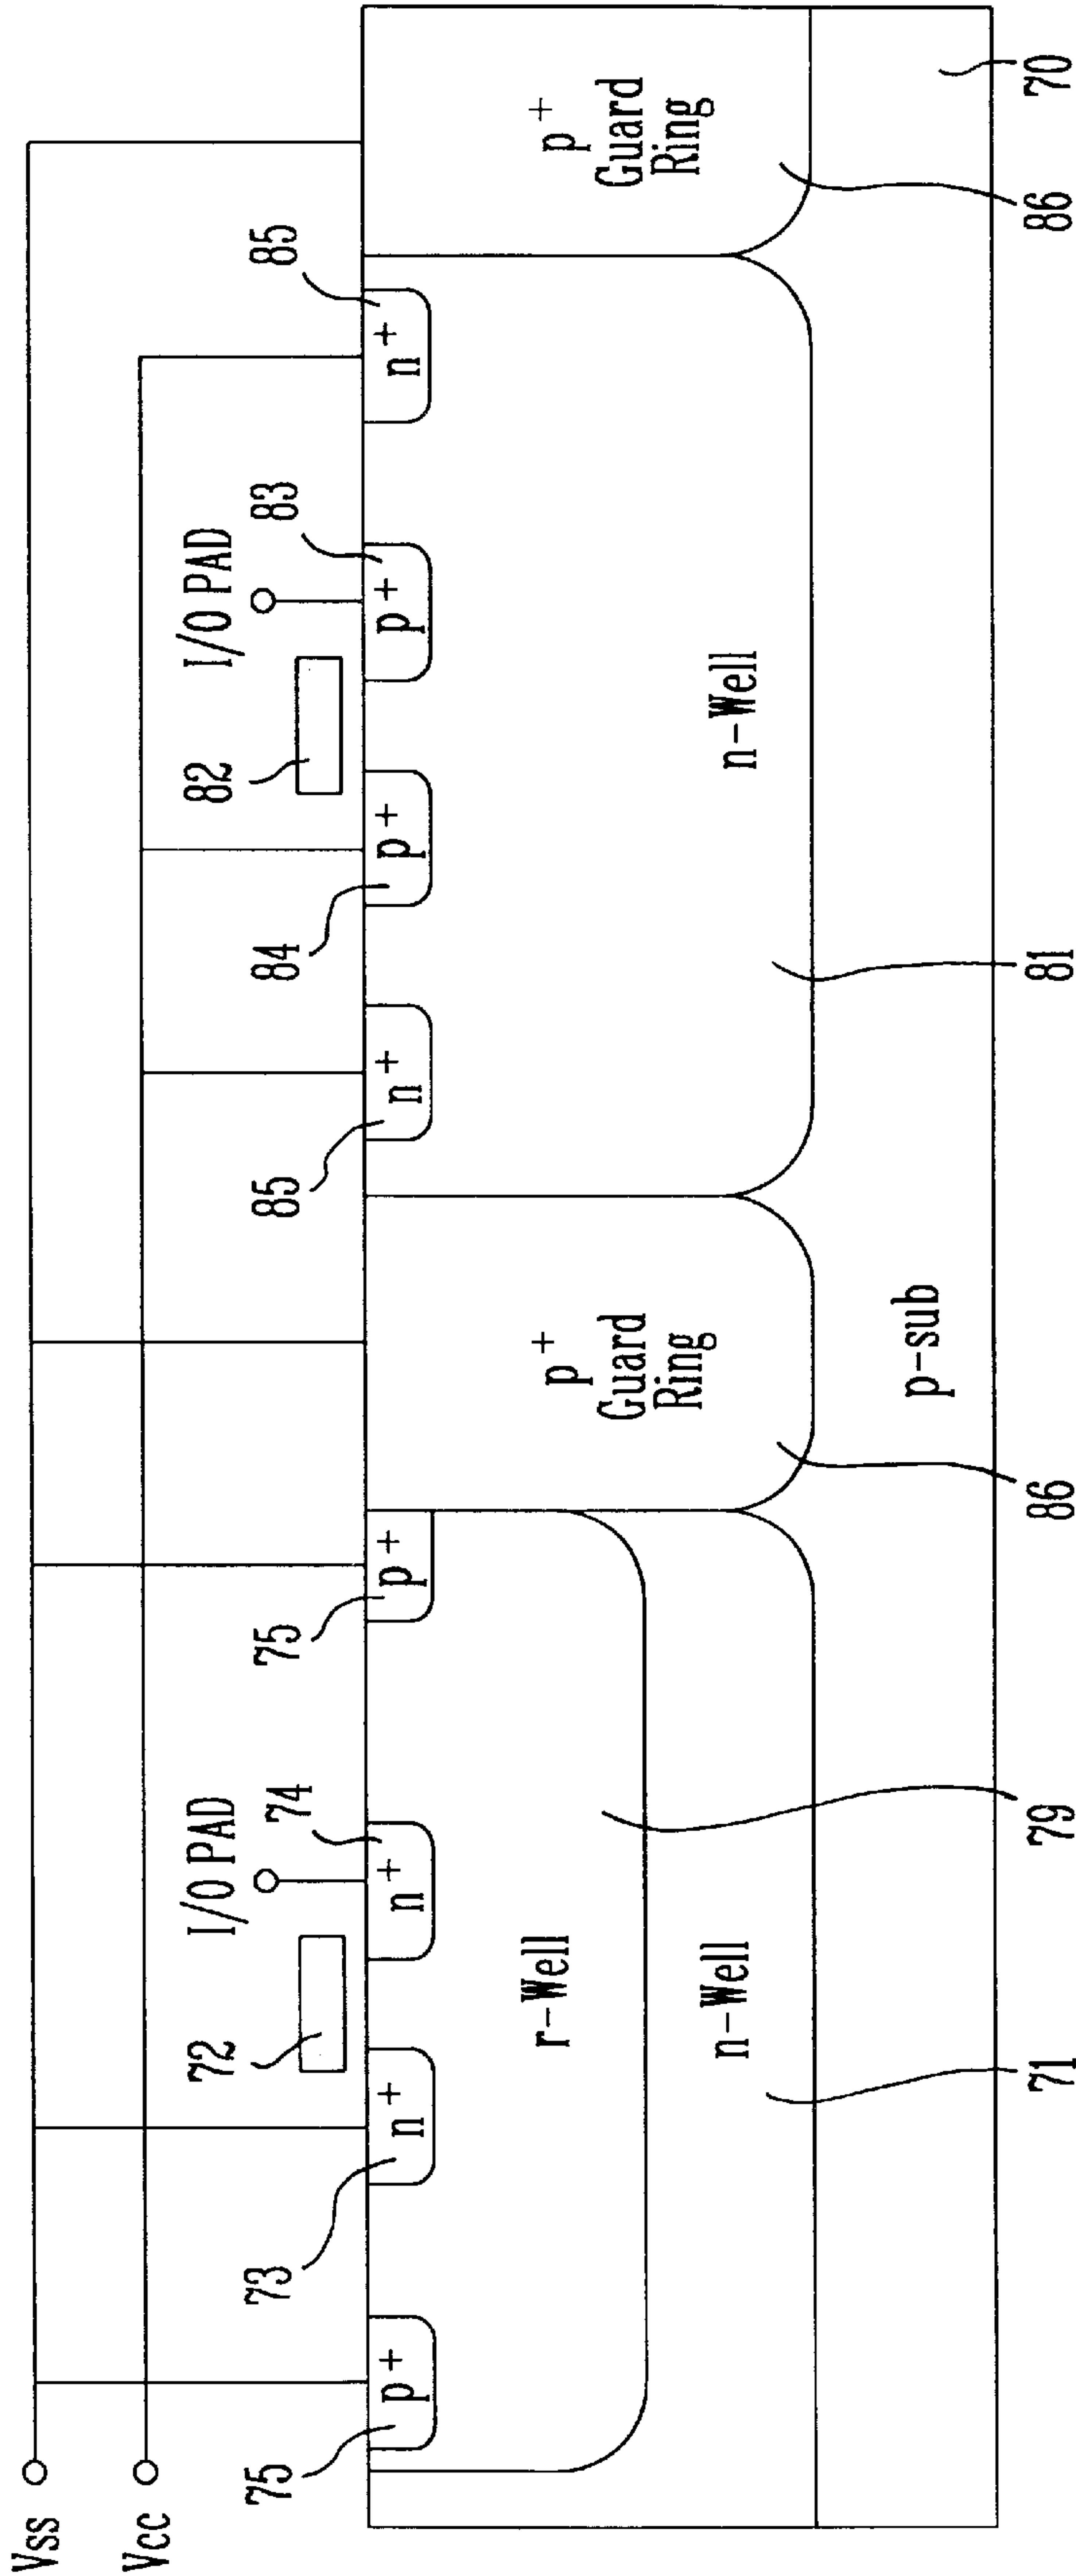 Vss
Vcc
I/O PAD
I/O PAD
75
73
72
74
75
85
84
82
83
85
p+
n+
n+
p+
n+
p+
p+
n+
r-Well
n-Well
p+
Guard
Ring
n-Well
p+
Guard
Ring
p-sub
71
79
86
81
86
70